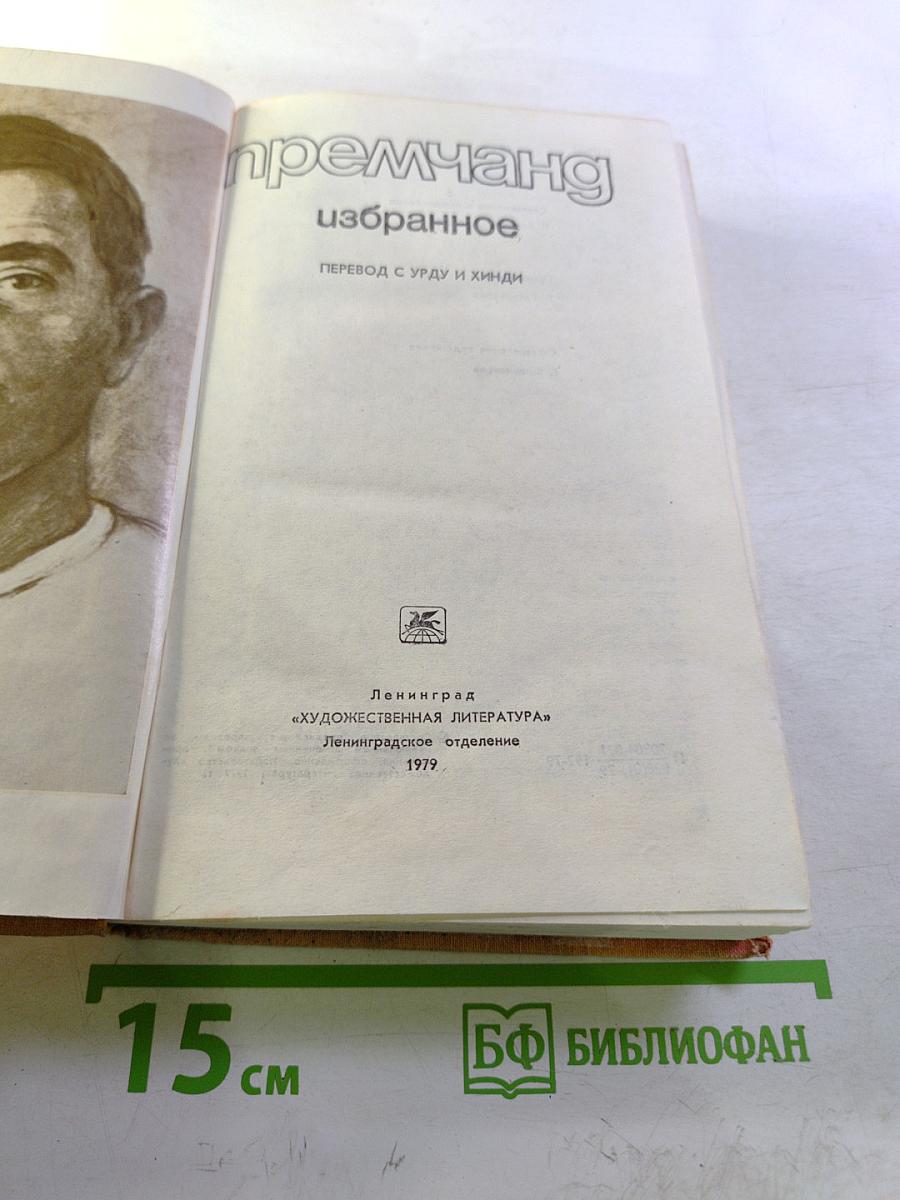 премчанд
избранное
ПЕРЕВОД С УРДУ И ХИНДИ
Ленинград
«ХУДОЖЕСТВЕННАЯ ЛИТЕРАТУРА»
Ленинградское отделение
1979
15 см
БФ БИБЛИОФАН